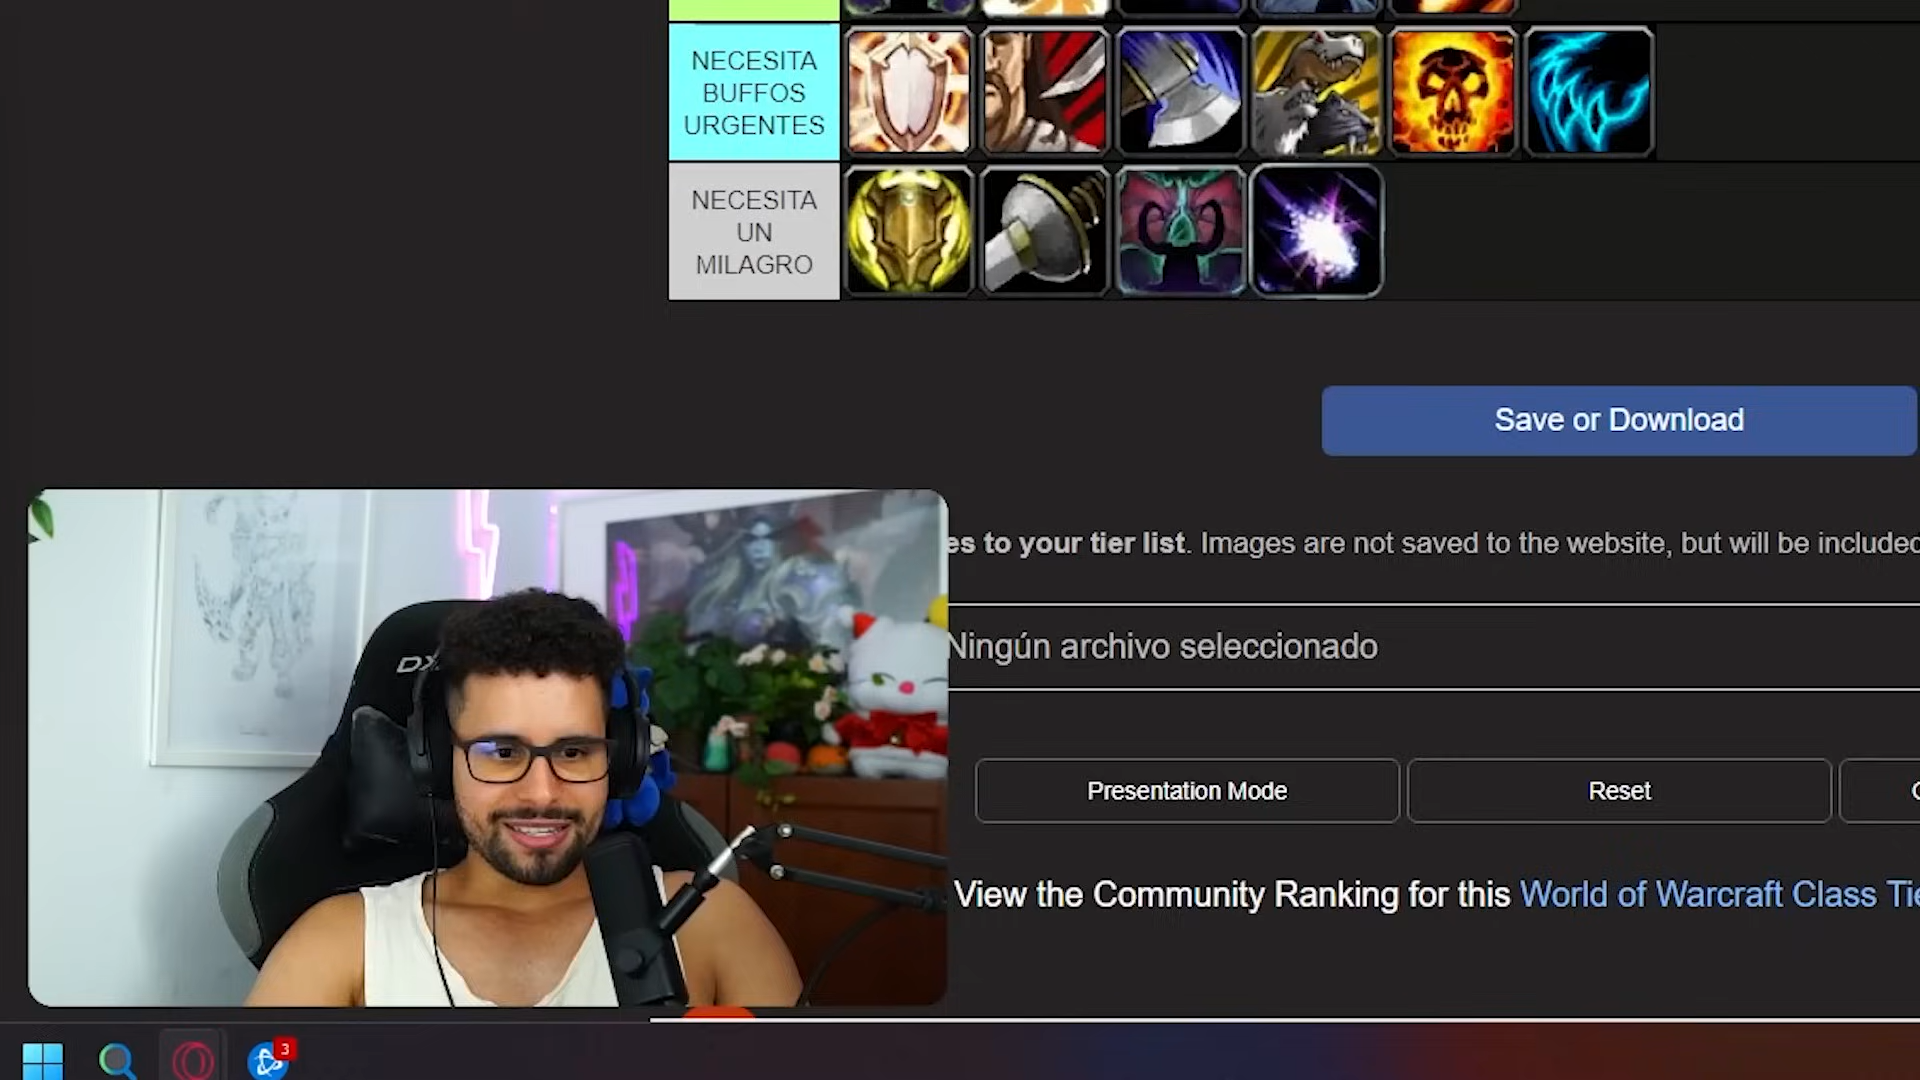 NECESITA
BUFFOS
URGENTES
NECESITA
UN
MILAGRO
Save or Download
es to your tier list. Images are not saved to the website, but will be included
Ningún archivo seleccionado
Presentation Mode
Reset
View the Community Ranking for this World of Warcraft Class Tie
3